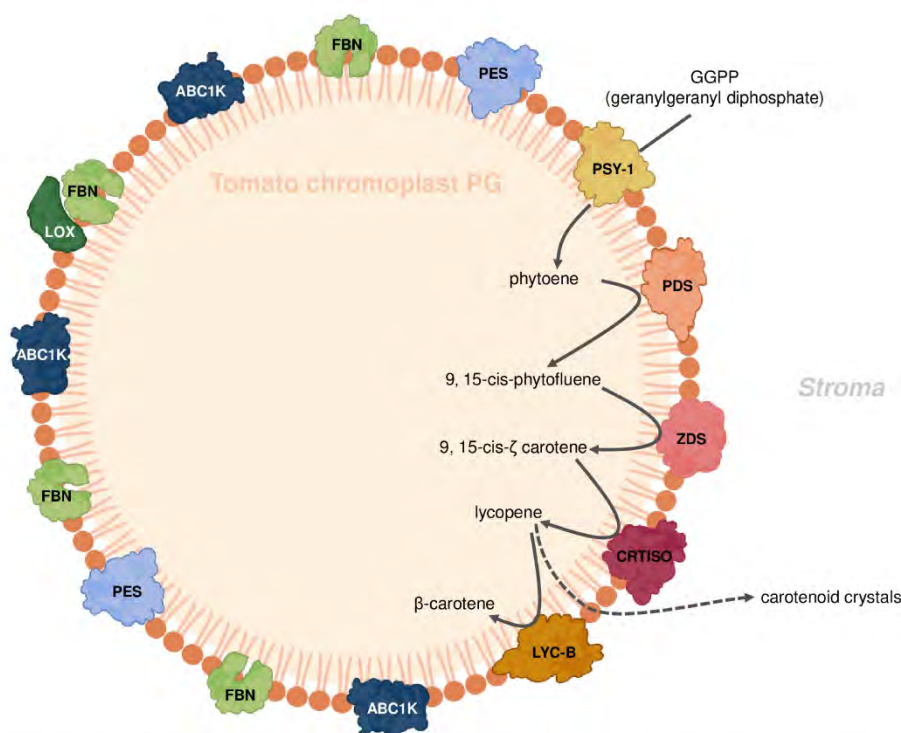 FBN
PES
GGPP
(geranylgeranyl diphosphate)
ABC1K
PSY-1
Tomato chromoplast PG
FBN
LOX
phytoene
PDS
ABC1K
9, 15-cis-phytofluene
Stroma
ZDS
9, 15-cis-ζ carotene
FBN
lycopene
CRTISO
PES
β-carotene
carotenoid crystals
LYC-B
FBN
ABC1K